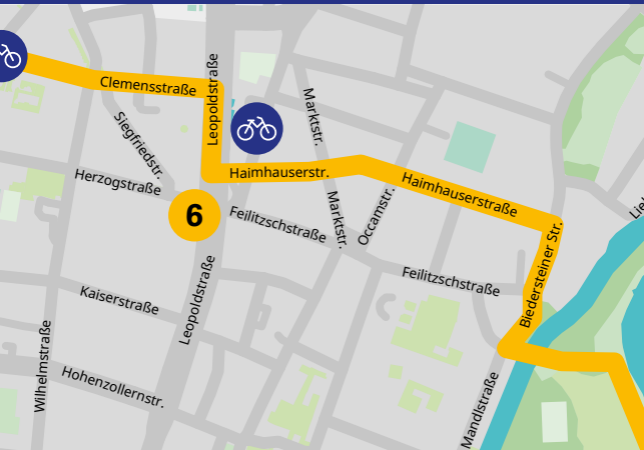 Clemensstraße
Leopoldstraße
Marktstr.
Siegfriedstr.
Haimhauserstr.
Herzogstraße
Haimhauserstraße
6
Feilitzschstraße
Marktstr.
Occamstr.
Biedersteiner Str.
Feilitzschstraße
Leopoldstraße
Kaiserstraße
Wilhelmstraße
Hohenzollernstr.
Mandlstraße